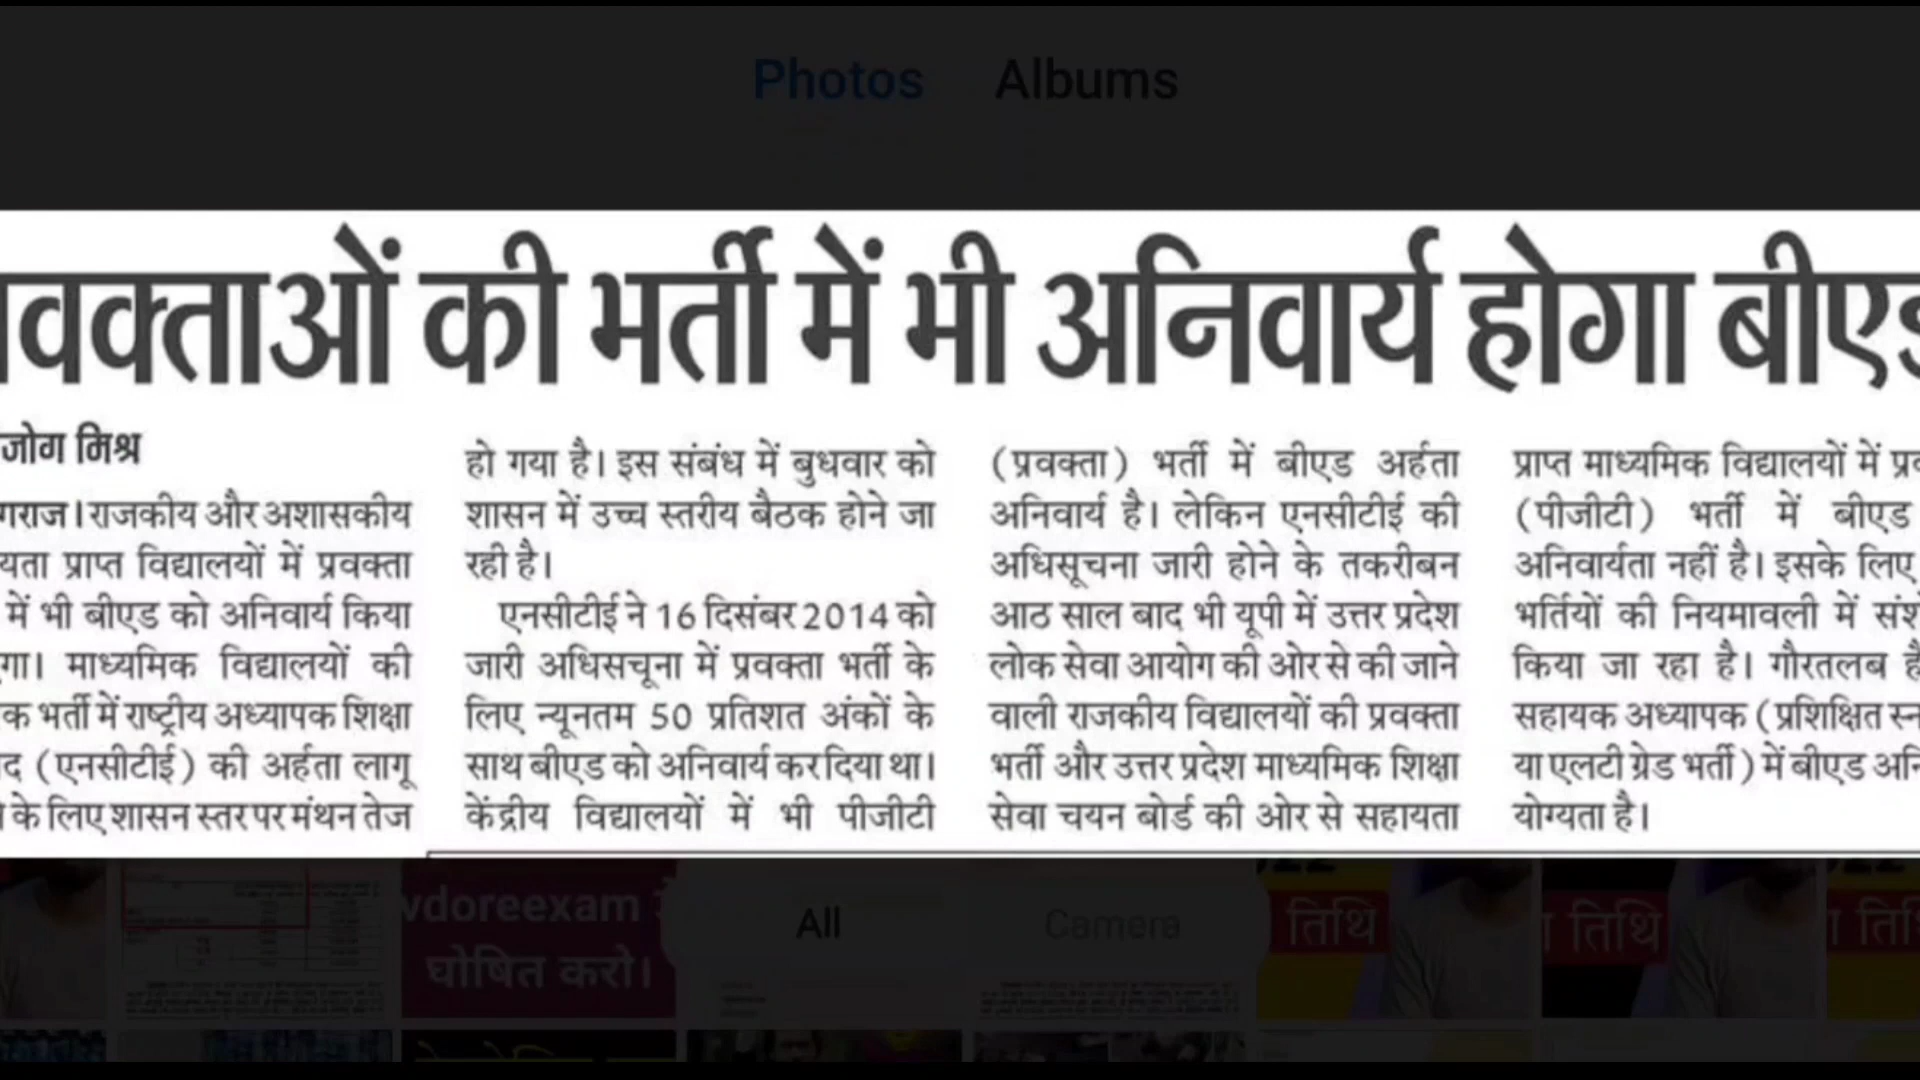 Photos Albums
वक्ताओं की भर्ती में भी अनिवार्य होगा बीए
जोग मिश्र
गराज। राजकीय और अशासकीय
यता प्राप्त विद्यालयों में प्रवक्ता
में भी बीएड को अनिवार्य किया
गा। माध्यमिक विद्यालयों की
क भर्ती में राष्ट्रीय अध्यापक शिक्षा
द (एनसीटीई) की अर्हता लागू
के लिए शासन स्तर पर मंथन तेज
हो गया है। इस संबंध में बुधवार को
शासन में उच्च स्तरीय बैठक होने जा
रही है।
एनसीटीई ने 16 दिसंबर 2014 को
जारी अधिसचूना में प्रवक्ता भर्ती के
लिए न्यूनतम 50 प्रतिशत अंकों के
साथ बीएड को अनिवार्य कर दिया था।
केंद्रीय विद्यालयों में भी पीजीटी
(प्रवक्ता) भर्ती में बीएड अर्हता
अनिवार्य है। लेकिन एनसीटीई की
अधिसूचना जारी होने के तकरीबन
आठ साल बाद भी यूपी में उत्तर प्रदेश
लोक सेवा आयोग की ओर से की जाने
वाली राजकीय विद्यालयों की प्रवक्ता
भर्ती और उत्तर प्रदेश माध्यमिक शिक्षा
सेवा चयन बोर्ड की ओर से सहायता
प्राप्त माध्यमिक विद्यालयों में प्रव
(पीजीटी) भर्ती में बीएड
अनिवार्यता नहीं है। इसके लिए
भर्तियों की नियमावली में संश
किया जा रहा है। गौरतलब है
सहायक अध्यापक (प्रशिक्षित स्न
या एलटी ग्रेड भर्ती) में बीएड अनि
योग्यता है।
vdoreexam
घोषित करो।
All Camera
तिथि
तिथि